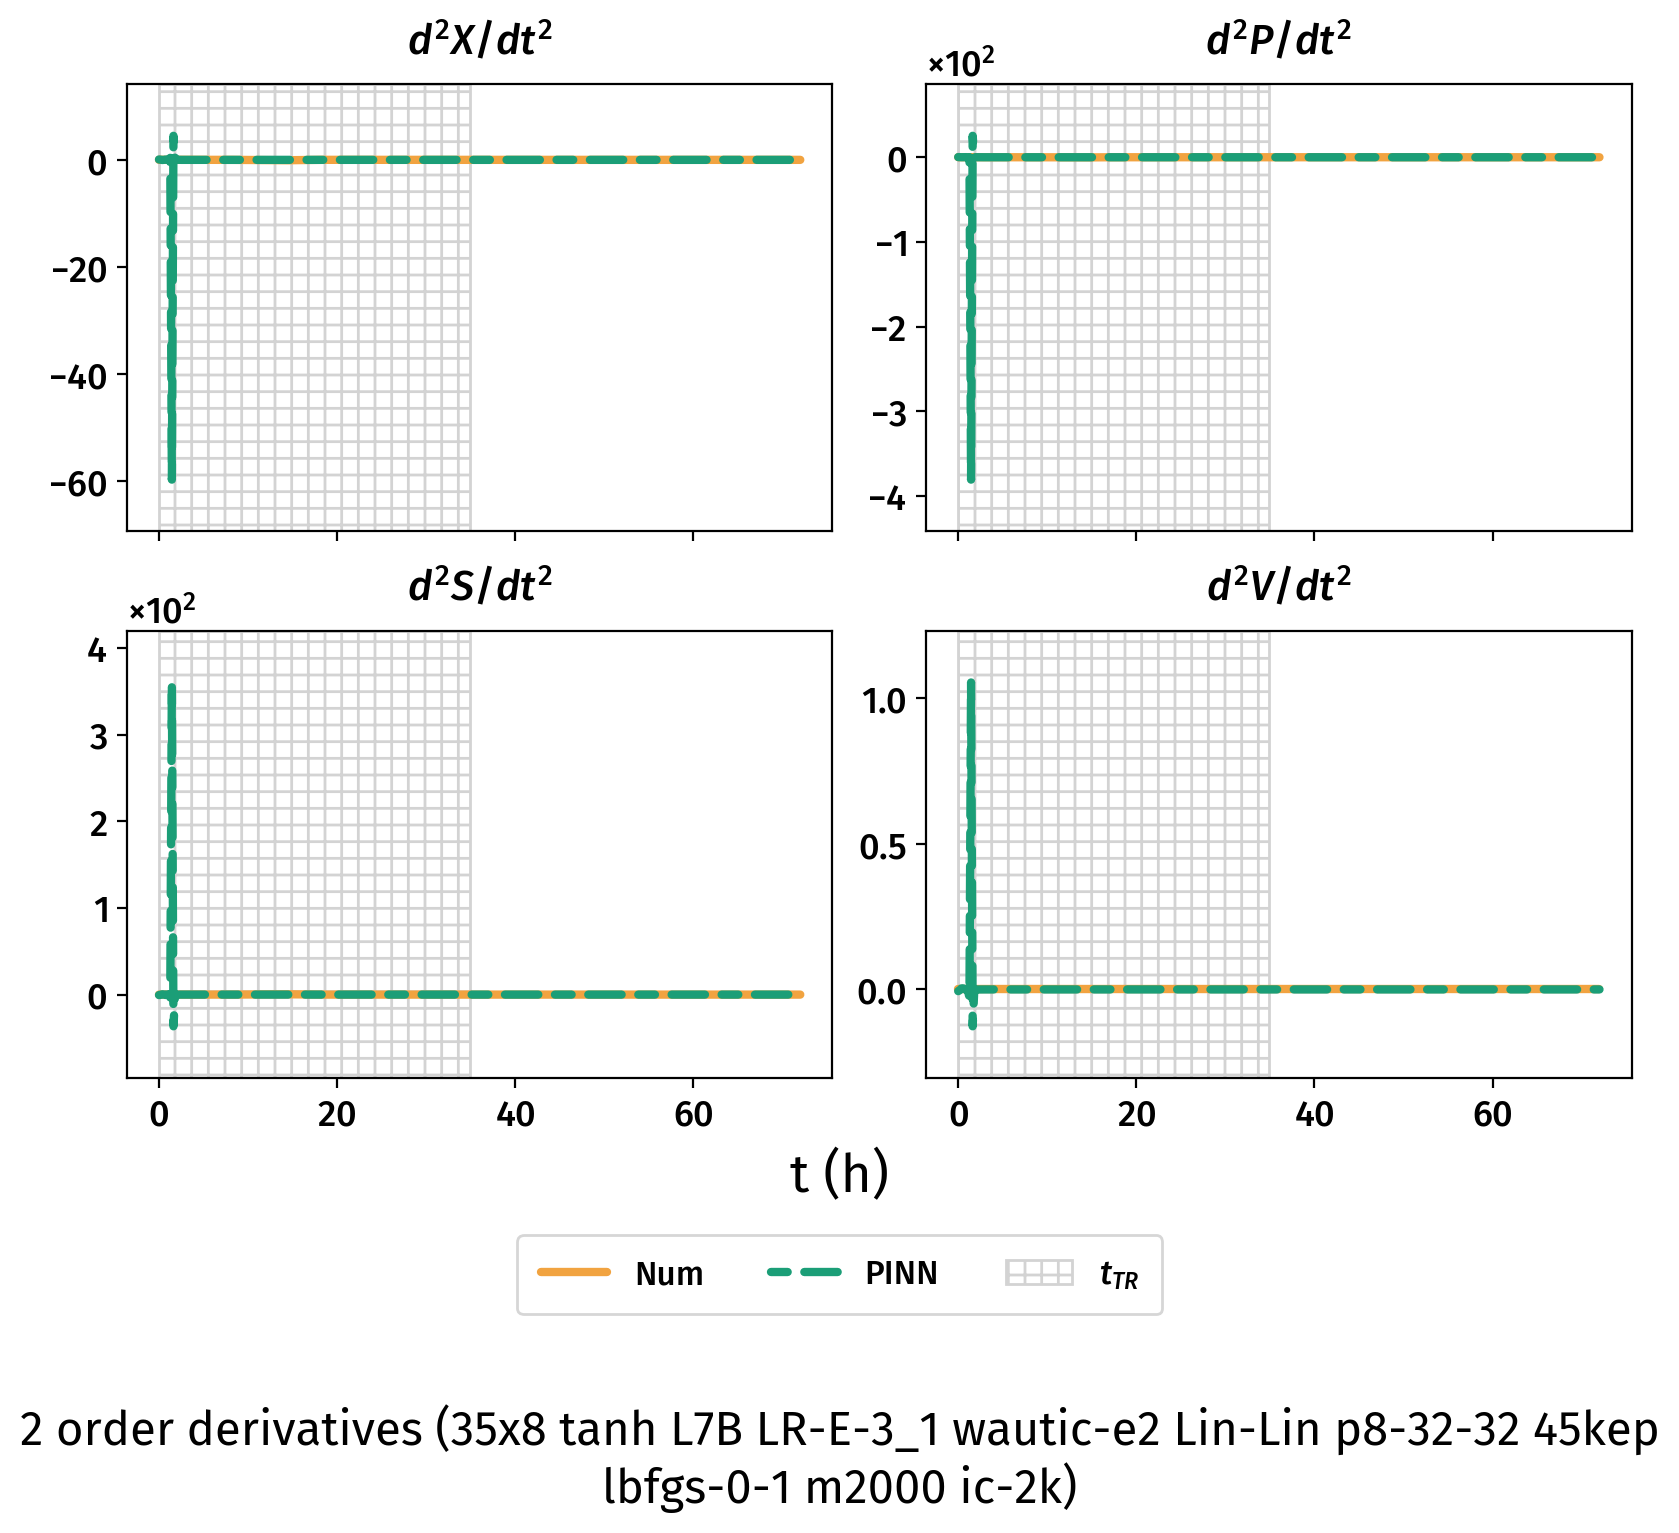 d²X/dt²
d²P/dt²
×10²
0
−20
−40
−60
0
−1
−2
−3
−4
d²S/dt²
d²V/dt²
×10²
4
3
2
1
0
1.0
0.5
0.0
0 20 40 60
0 20 40 60
t (h)
Num PINN t_TR
2 order derivatives (35x8 tanh L7B LR-E-3_1 wautic-e2 Lin-Lin p8-32-32 45kep
lbfgs-0-1 m2000 ic-2k)